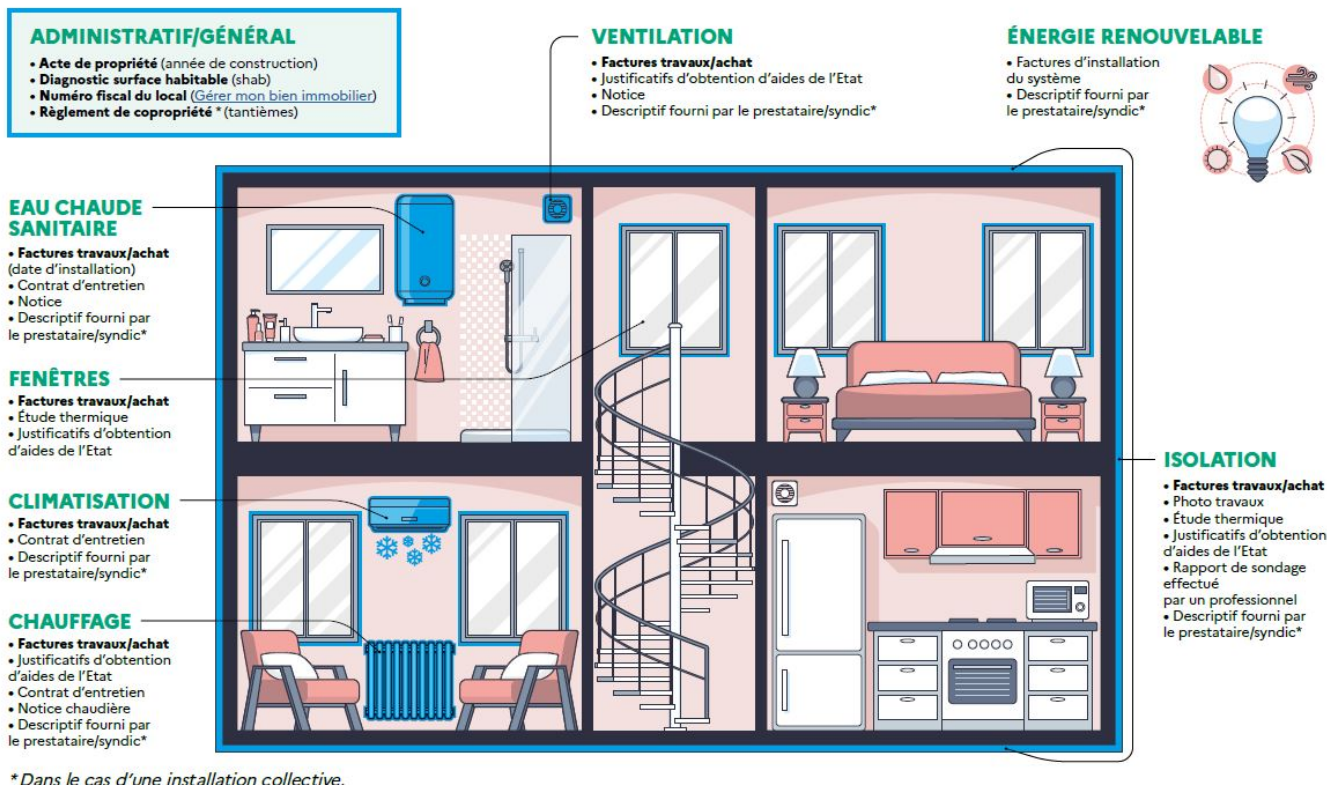 ADMINISTRATIF/GÉNÉRAL
• Acte de propriété (année de construction)
• Diagnostic surface habitable (shab)
• Numéro fiscal du local (Gérer mon bien immobilier)
• Règlement de copropriété * (tantièmes)
VENTILATION
• Factures travaux/achat
• Justificatifs d'obtention d'aides de l'Etat
• Notice
• Descriptif fourni par le prestataire/syndic*
ÉNERGIE RENOUVELABLE
• Factures d'installation
du système
• Descriptif fourni par
le prestataire/syndic*
EAU CHAUDE
SANITAIRE
• Factures travaux/achat
(date d'installation)
• Contrat d'entretien
• Notice
• Descriptif fourni par
le prestataire/syndic*
FENÊTRES
• Factures travaux/achat
• Étude thermique
• Justificatifs d'obtention
d'aides de l'Etat
CLIMATISATION
• Factures travaux/achat
• Contrat d'entretien
• Descriptif fourni par
le prestataire/syndic*
CHAUFFAGE
• Factures travaux/achat
• Justificatifs d'obtention
d'aides de l'Etat
• Contrat d'entretien
• Notice chaudière
• Descriptif fourni par
le prestataire/syndic*
ISOLATION
• Factures travaux/achat
• Photo travaux
• Étude thermique
• Justificatifs d'obtention
d'aides de l'Etat
• Rapport de sondage
effectué
par un professionnel
• Descriptif fourni par
le prestataire/syndic*
* Dans le cas d'une installation collective.